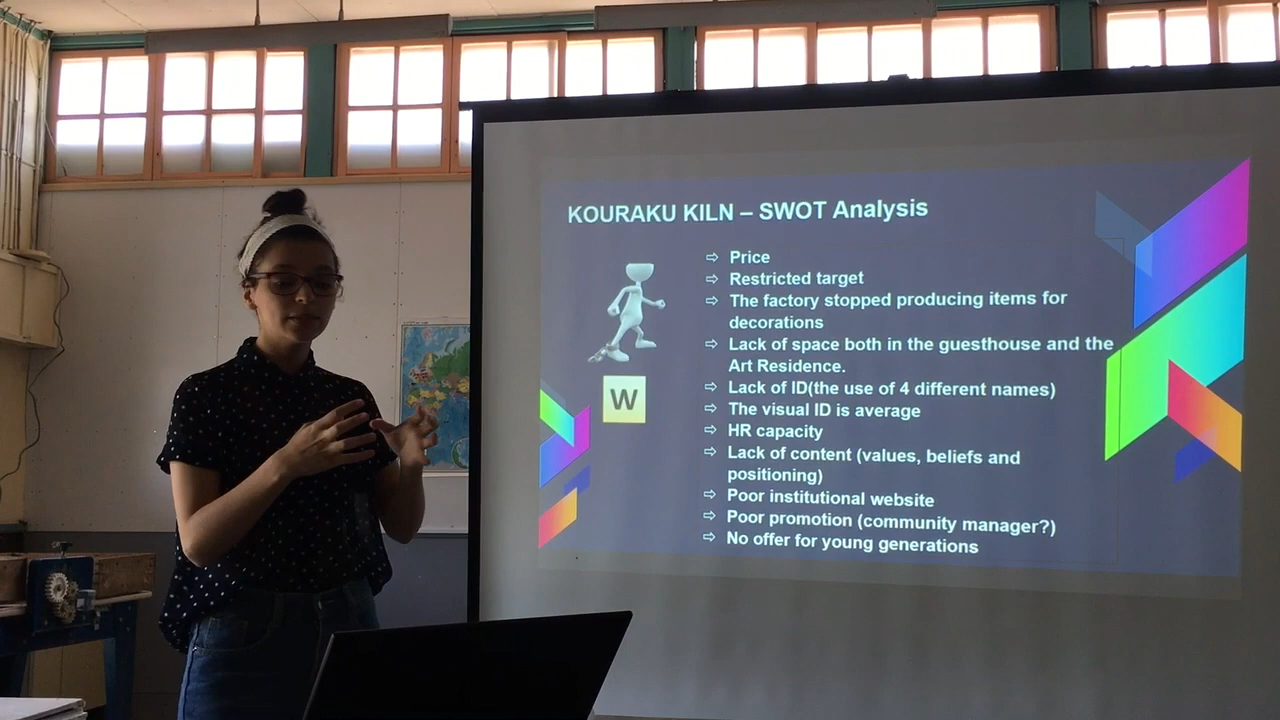 KOURAKU KILN – SWOT Analysis
⇨ Price
⇨ Restricted target
⇨ The factory stopped producing items for
decorations
⇨ Lack of space both in the guesthouse and the
Art Residence.
W
⇨ Lack of ID(the use of 4 different names)
⇨ The visual ID is average
⇨ HR capacity
⇨ Lack of content (values, beliefs and
positioning)
⇨ Poor institutional website
⇨ Poor promotion (community manager?)
⇨ No offer for young generations